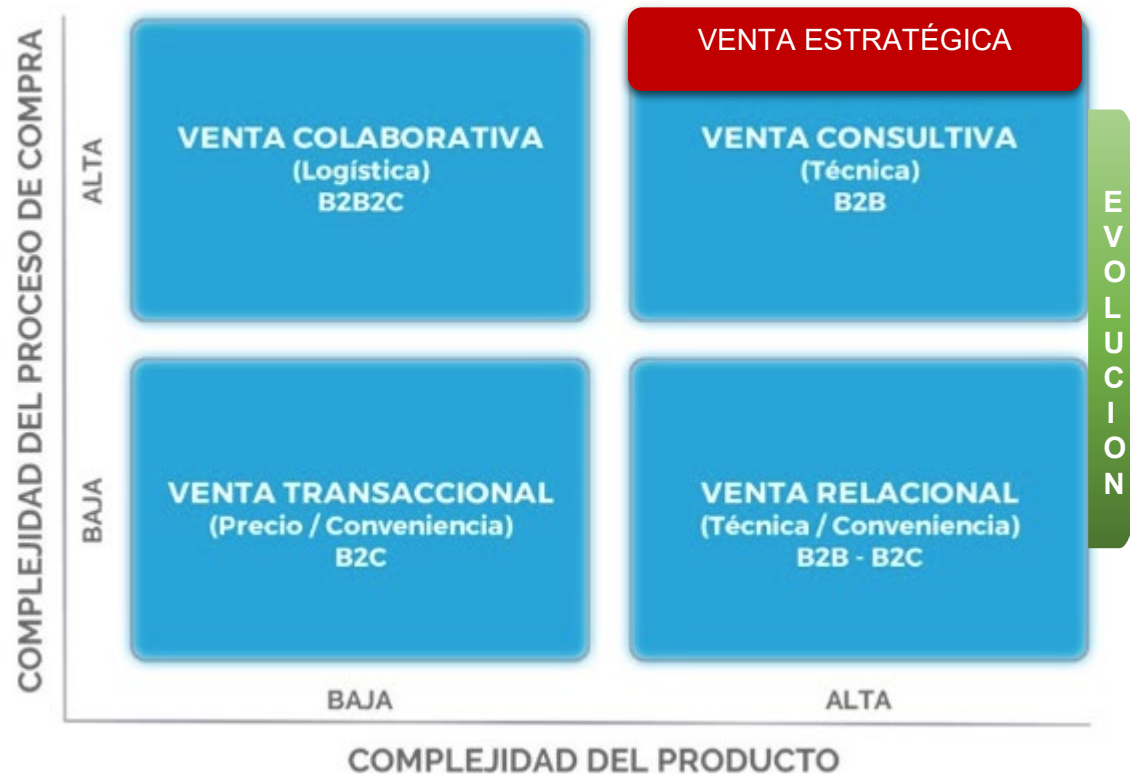 COMPLEJIDAD DEL PROCESO DE COMPRA
ALTA
BAJA
VENTA COLABORATIVA
(Logística)
B2B2C
VENTA ESTRATÉGICA
VENTA CONSULTIVA
(Técnica)
B2B
VENTA TRANSACCIONAL
(Precio / Conveniencia)
B2C
VENTA RELACIONAL
(Técnica / Conveniencia)
B2B - B2C
E
V
O
L
U
C
I
O
N
BAJA
ALTA
COMPLEJIDAD DEL PRODUCTO